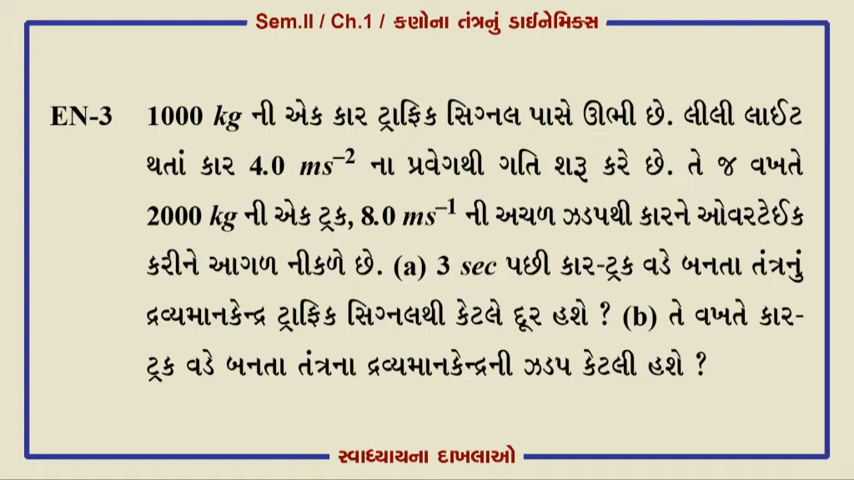 Sem.II / Ch.1 / કણોના તંત્રનું ડાઈનેમિક્સ
EN-3 1000 kg ની એક કાર ટ્રાફિક સિગ્નલ પાસે ઊભી છે. લીલી લાઈટ
થતાં કાર 4.0 ms⁻² ના પ્રવેગથી ગતિ શરૂ કરે છે. તે જ વખતે
2000 kg ની એક ટ્રક, 8.0 ms⁻¹ ની અચળ ઝડપથી કારને ઓવરટેઈક
કરીને આગળ નીકળે છે. (a) 3 sec પછી કાર-ટ્રક વડે બનતા તંત્રનું
દ્રવ્યમાનકેન્દ્ર ટ્રાફિક સિગ્નલથી કેટલે દૂર હશે ? (b) તે વખતે કાર-
ટ્રક વડે બનતા તંત્રના દ્રવ્યમાનકેન્દ્રની ઝડપ કેટલી હશે ?
સ્વાધ્યાયના દાખલાઓ